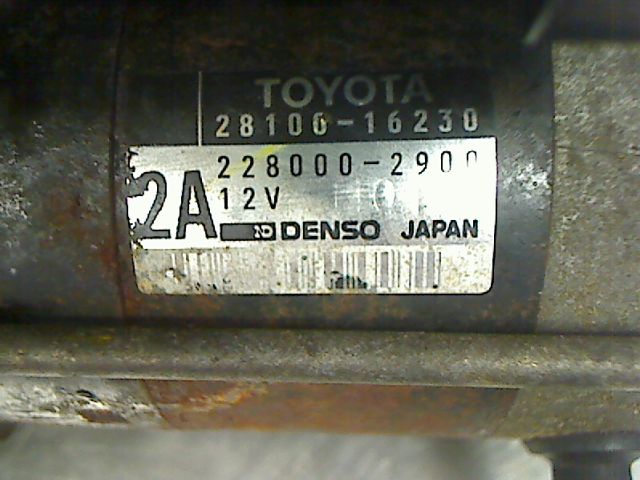 TOYOTA
28100-16230
228000-2900
2A
12V
DENSO JAPAN